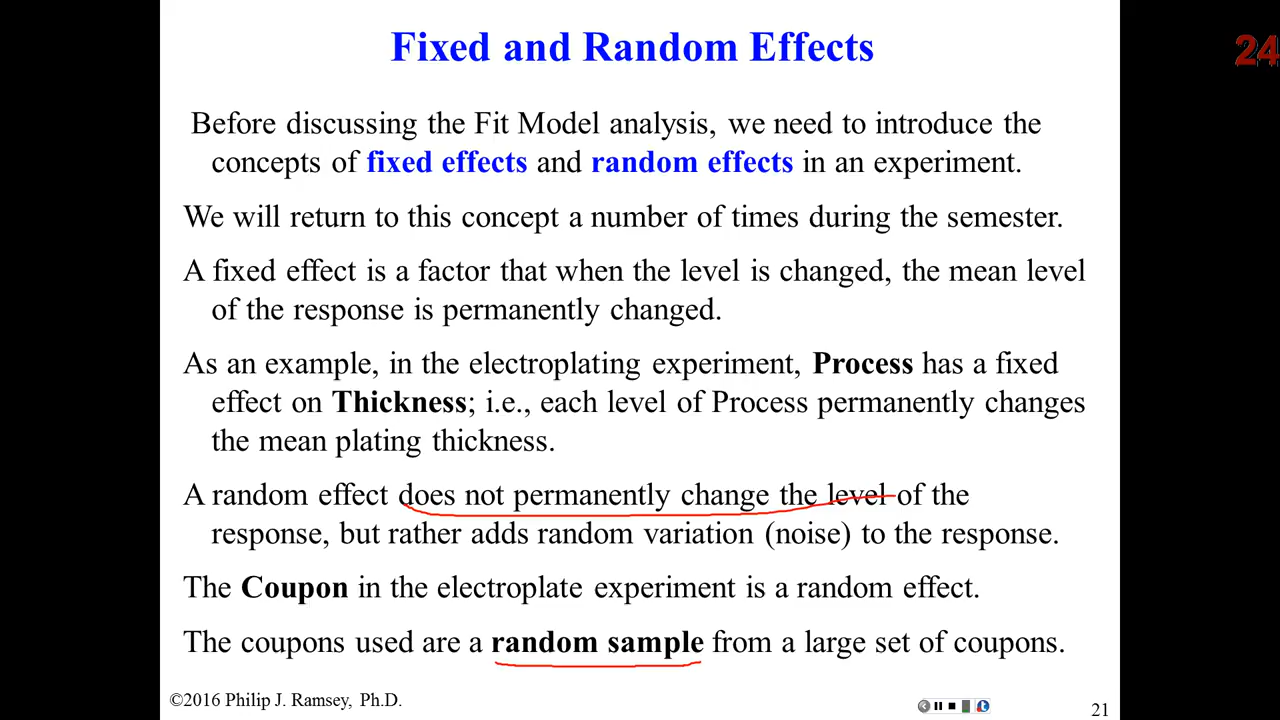 Fixed and Random Effects
24
Before discussing the Fit Model analysis, we need to introduce the
concepts of fixed effects and random effects in an experiment.
We will return to this concept a number of times during the semester.
A fixed effect is a factor that when the level is changed, the mean level
of the response is permanently changed.
As an example, in the electroplating experiment, Process has a fixed
effect on Thickness; i.e., each level of Process permanently changes
the mean plating thickness.
A random effect does not permanently change the level of the
response, but rather adds random variation (noise) to the response.
The Coupon in the electroplate experiment is a random effect.
The coupons used are a random sample from a large set of coupons.
©2016 Philip J. Ramsey, Ph.D.
21